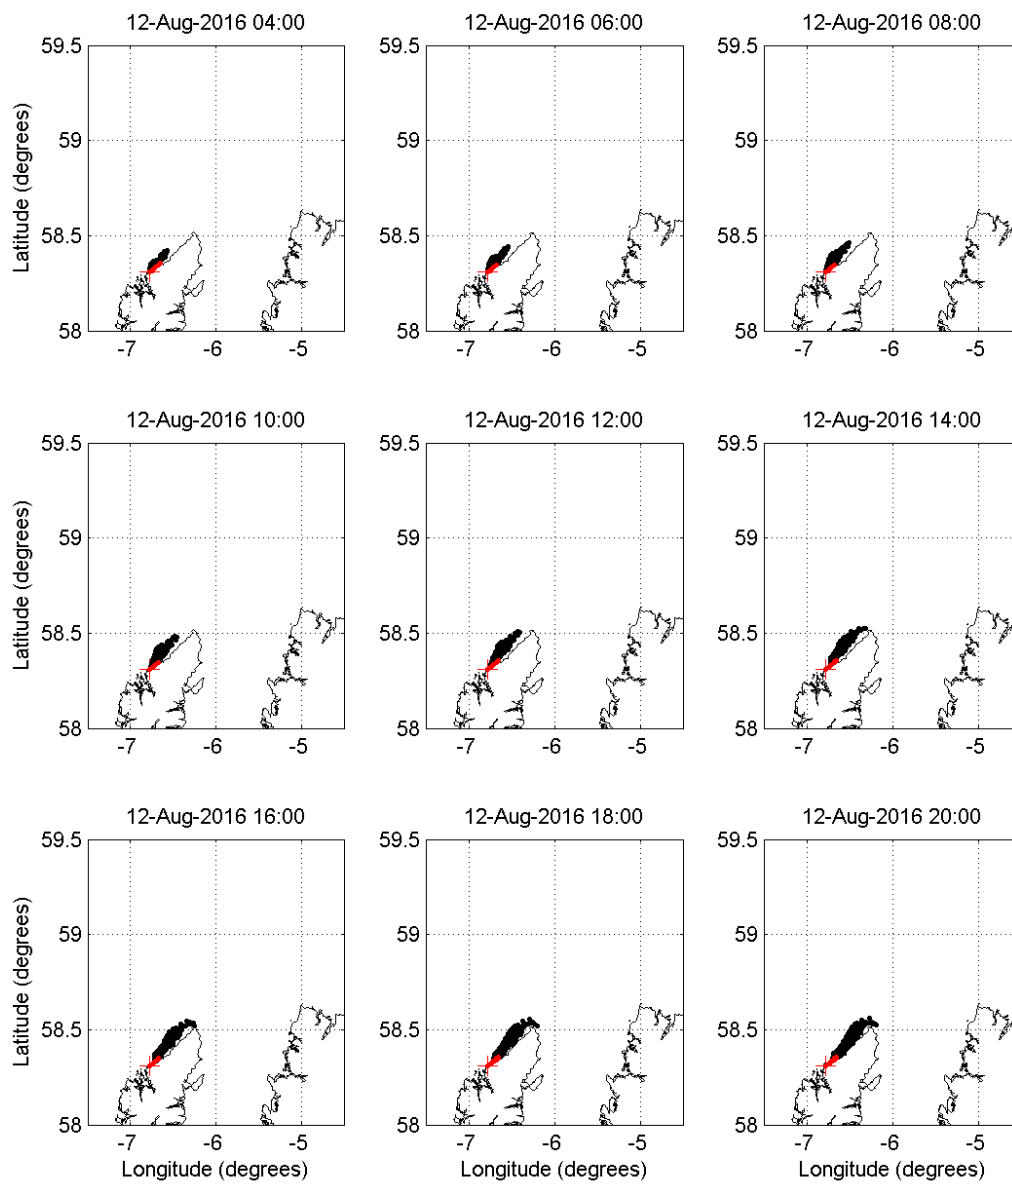 12-Aug-2016 04:00 12-Aug-2016 06:00 12-Aug-2016 08:00
59.5 59.5 59.5
59 59 59
58.5 58.5 58.5
58 58 58
Latitude (degrees)
-7 -6 -5 -7 -6 -5 -7 -6 -5
12-Aug-2016 10:00 12-Aug-2016 12:00 12-Aug-2016 14:00
59.5 59.5 59.5
59 59 59
58.5 58.5 58.5
58 58 58
Latitude (degrees)
-7 -6 -5 -7 -6 -5 -7 -6 -5
12-Aug-2016 16:00 12-Aug-2016 18:00 12-Aug-2016 20:00
59.5 59.5 59.5
59 59 59
58.5 58.5 58.5
58 58 58
Latitude (degrees)
-7 -6 -5 -7 -6 -5 -7 -6 -5
Longitude (degrees) Longitude (degrees) Longitude (degrees)